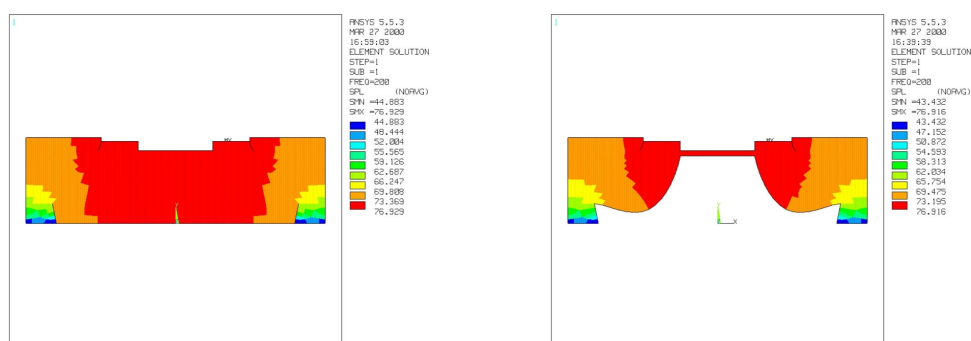 1
ANSYS 5.5.3
MAR 27 2000
16:59:03
ELEMENT SOLUTION
STEP=1
SUB =1
FREQ=200
SPL (NOAVG)
SMN =44.883
SMX =76.929
44.883
48.444
52.004
55.565
59.126
62.687
66.247
69.808
73.369
76.929
MX
1
ANSYS 5.5.3
MAR 27 2000
16:39:39
ELEMENT SOLUTION
STEP=1
SUB =1
FREQ=200
SPL (NOAVG)
SMN =43.432
SMX =76.916
43.432
47.152
50.872
54.593
58.313
62.034
65.754
69.475
73.195
76.916
MX
Y
X